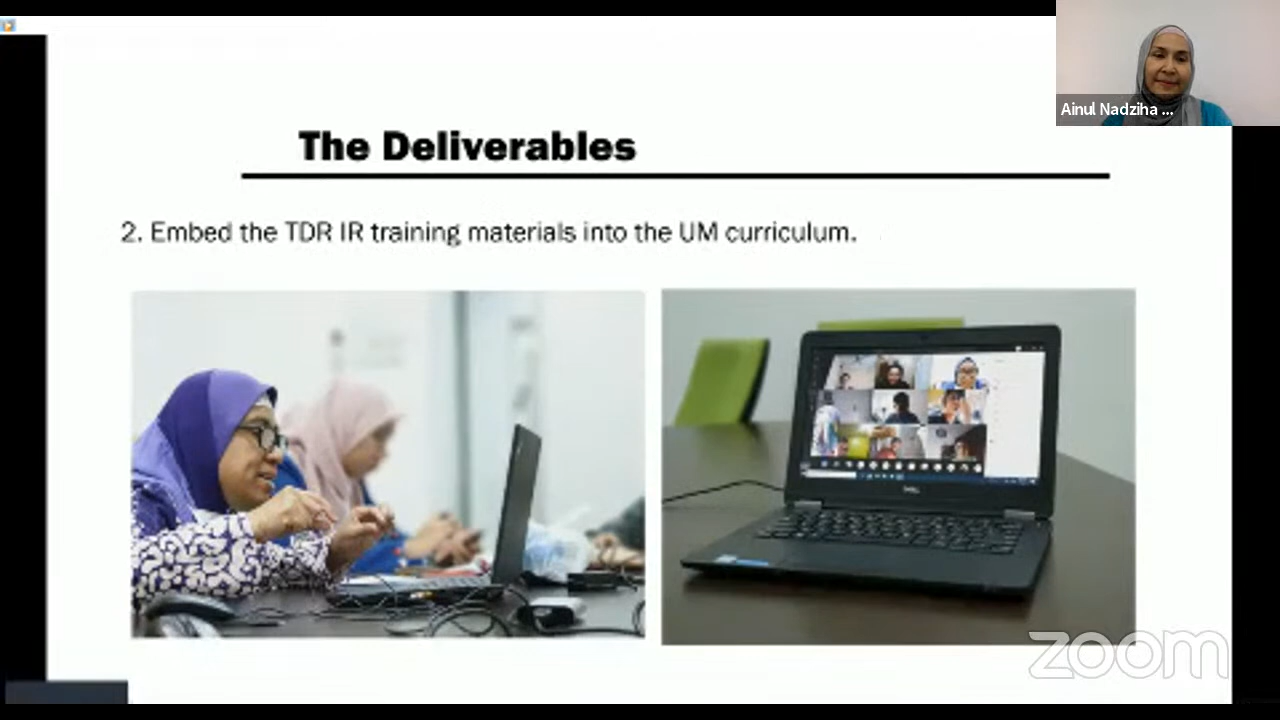 Ainul Nadziha ...
The Deliverables
2. Embed the TDR IR training materials into the UM curriculum.
zoom